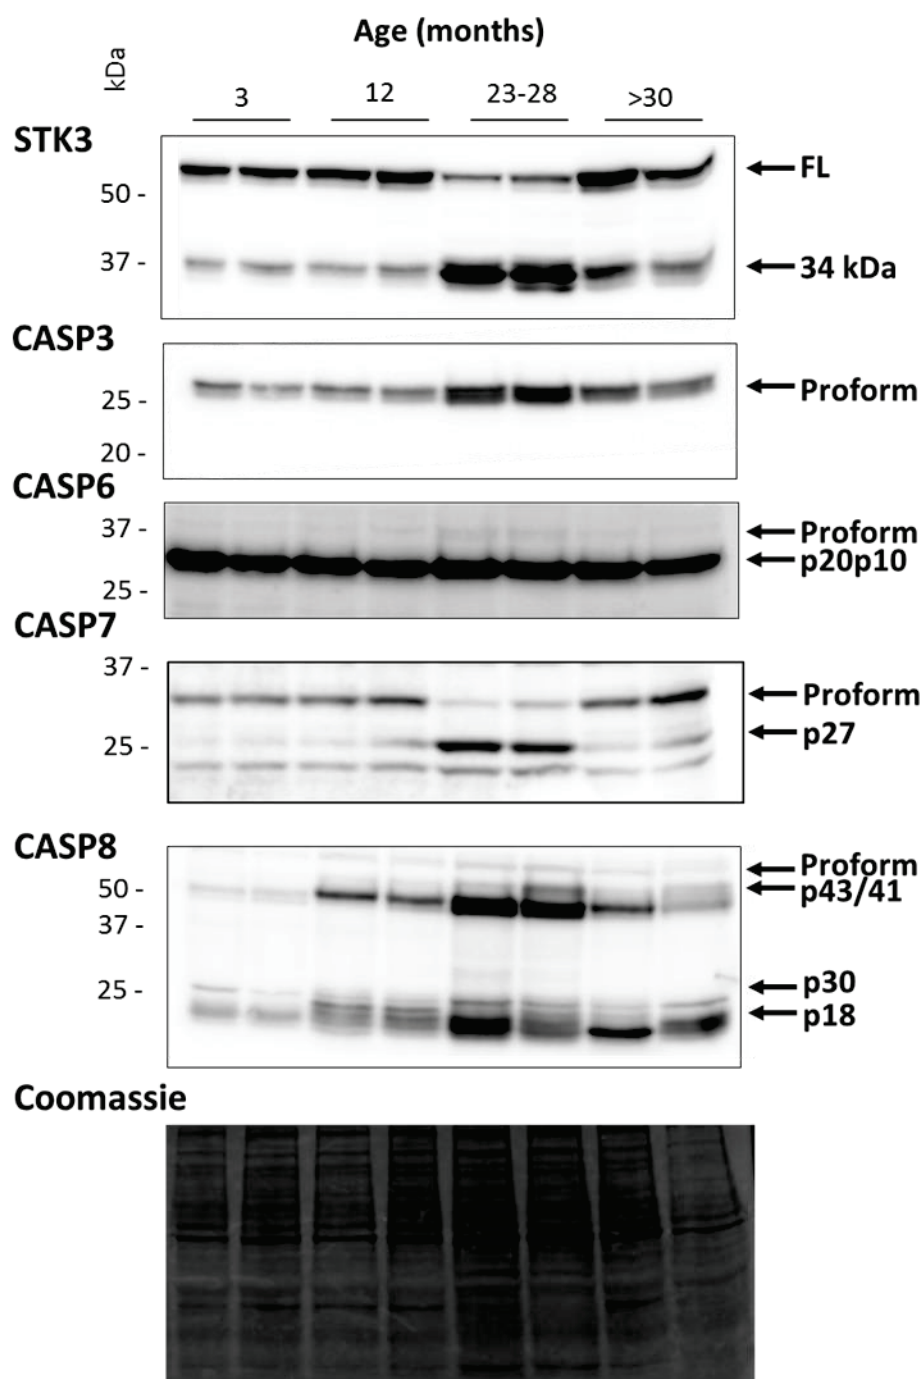 Age (months)
kDa
3 12 23-28 >30
STK3
FL
50 -
37 -
34 kDa
CASP3
Proform
25 -
20 -
CASP6
37 -
Proform
p20p10
25 -
CASP7
37 -
Proform
p27
25 -
CASP8
Proform
50 -
p43/41
37 -
25 -
p30
p18
Coomassie